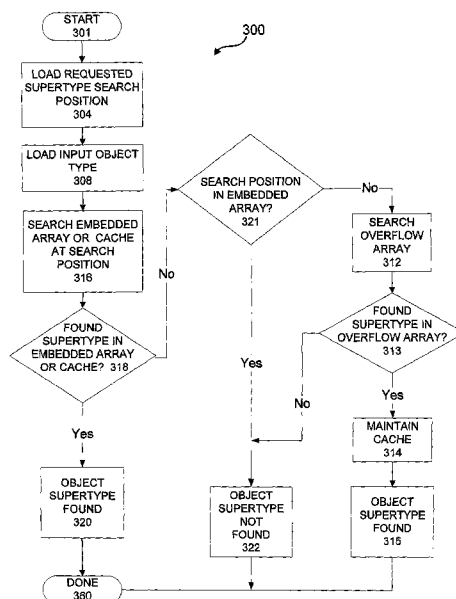 START
301
300
LOAD REQUESTED
SUPERTYPE SEARCH
POSITION
304
LOAD INPUT OBJECT
TYPE
308
SEARCH EMBEDDED
ARRAY OR CACHE
AT SEARCH
POSITION
316
FOUND
SUPERTYPE IN
EMBEDDED ARRAY
OR CACHE? 318
No
Yes
OBJECT
SUPERTYPE
FOUND
320
DONE
360
SEARCH POSITION
IN EMBEDDED
ARRAY?
321
No
Yes
SEARCH
OVERFLOW
ARRAY
312
FOUND
SUPERTYPE IN
OVERFLOW ARRAY?
313
No
Yes
MAINTAIN
CACHE
314
OBJECT
SUPERTYPE
NOT
FOUND
322
OBJECT
SUPERTYPE
FOUND
315